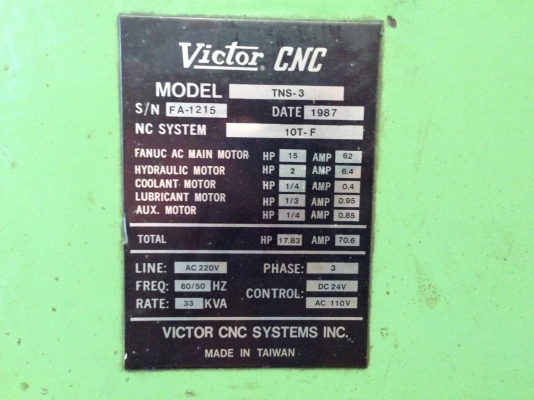 Victor CNC
MODEL TNS-3
S/N FA-1215 DATE 1987
NC SYSTEM 10T-F
FANUC AC MAIN MOTOR HP 15 AMP 62
HYDRAULIC MOTOR HP 2 AMP 6.4
COOLANT MOTOR HP 1/4 AMP 0.4
LUBRICANT MOTOR HP 1/3 AMP 0.95
AUX. MOTOR HP 1/4 AMP 0.85
TOTAL HP 17.83 AMP 70.6
LINE: AC 220V PHASE: 3
FREQ: 60/50 HZ CONTROL: DC 24V
RATE: 33 KVA AC 110V
VICTOR CNC SYSTEMS INC.
MADE IN TAIWAN